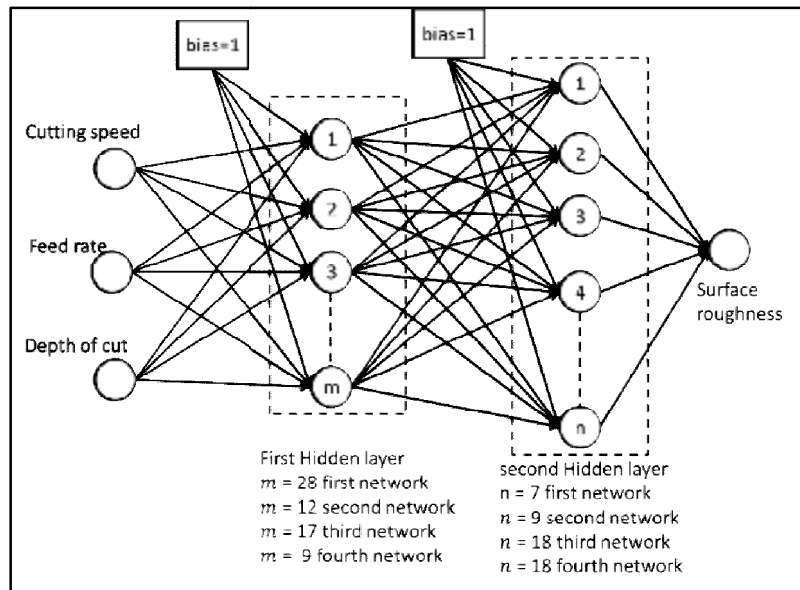 bias=1
bias=1
Cutting speed
Feed rate
Depth of cut
1
2
3
m
1
2
3
4
n
Surface
roughness
First Hidden layer
m = 28 first network
m = 12 second network
m = 17 third network
m = 9 fourth network
second Hidden layer
n = 7 first network
n = 9 second network
n = 18 third network
n = 18 fourth network